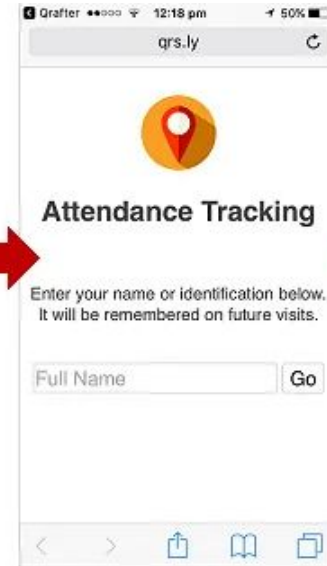 Qrafter 12:18 pm 50%
qrs.ly
Attendance Tracking
Enter your name or identification below.
It will be remembered on future visits.
Full Name
Go